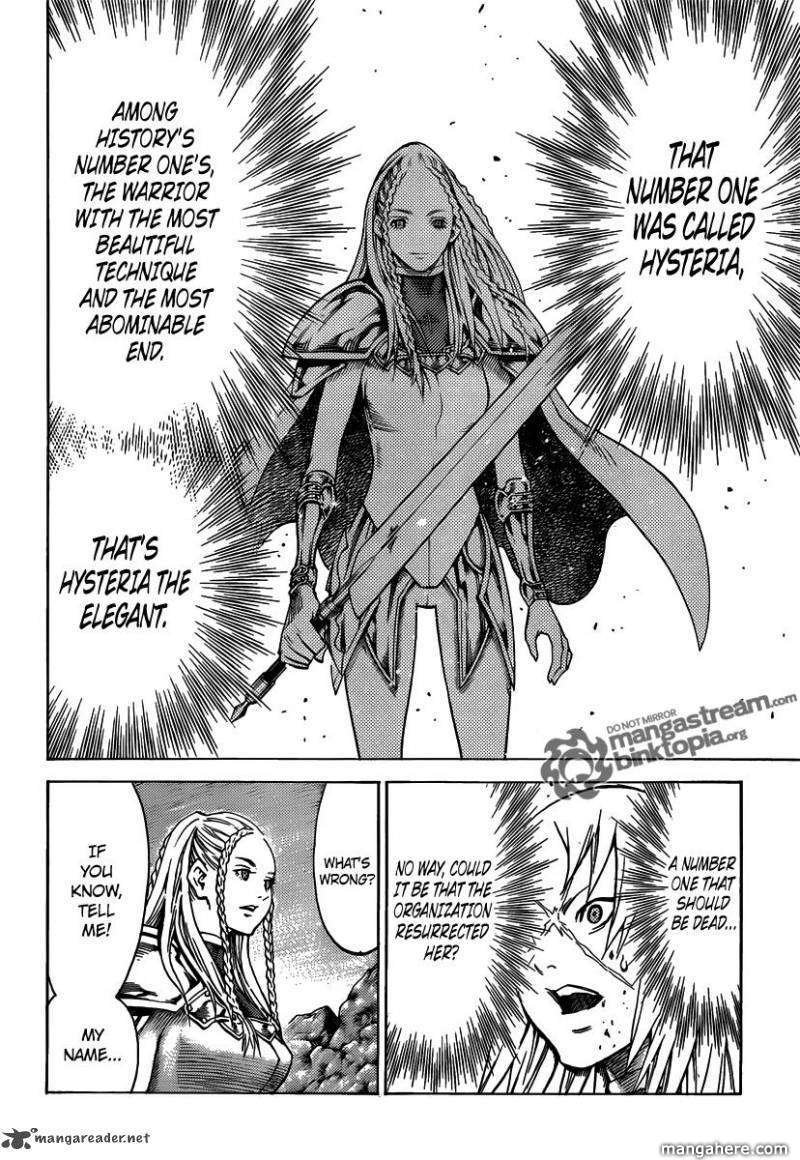 THAT
NUMBER ONE
WAS CALLED
HYSTERIA,
AMONG
HISTORY'S
NUMBER ONE'S,
THE WARRIOR
WITH THE MOST
BEAUTIFUL
TECHNIQUE
AND THE MOST
ABOMINABLE
END.
THAT'S
HYSTERIA THE
ELEGANT.
DO NOT MIRROR
mangastream.com
binktopia.org
A NUMBER
ONE THAT
SHOULD
BE DEAD...
NO WAY, COULD
IT BE THAT THE
ORGANIZATION
RESURRECTED
HER?
WHAT'S
WRONG?
IF
YOU
KNOW,
TELL
ME!
MY
NAME...
mangareader.net
mangahere.com